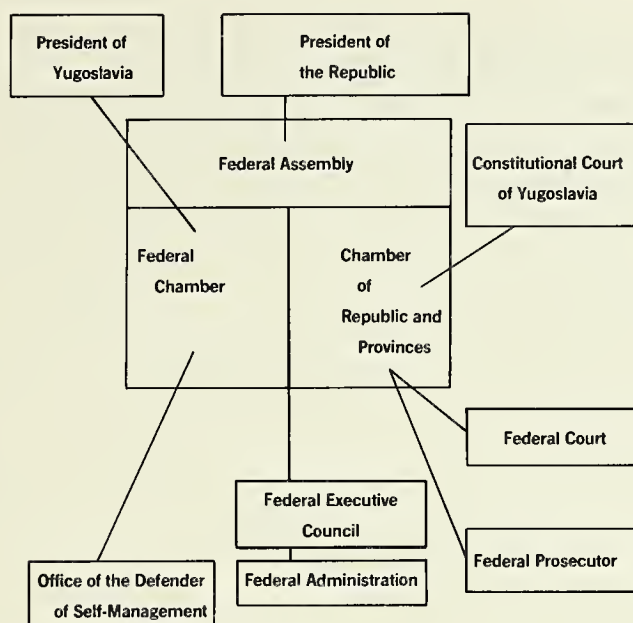 President of
Yugoslavia
President of
the Republic
Federal Assembly
Constitutional Court
of Yugoslavia
Federal
Chamber
Chamber
of
Republic and
Provinces
Federal Court
Federal Executive
Council
Federal Prosecutor
Office of the Defender
of Self-Management
Federal Administration